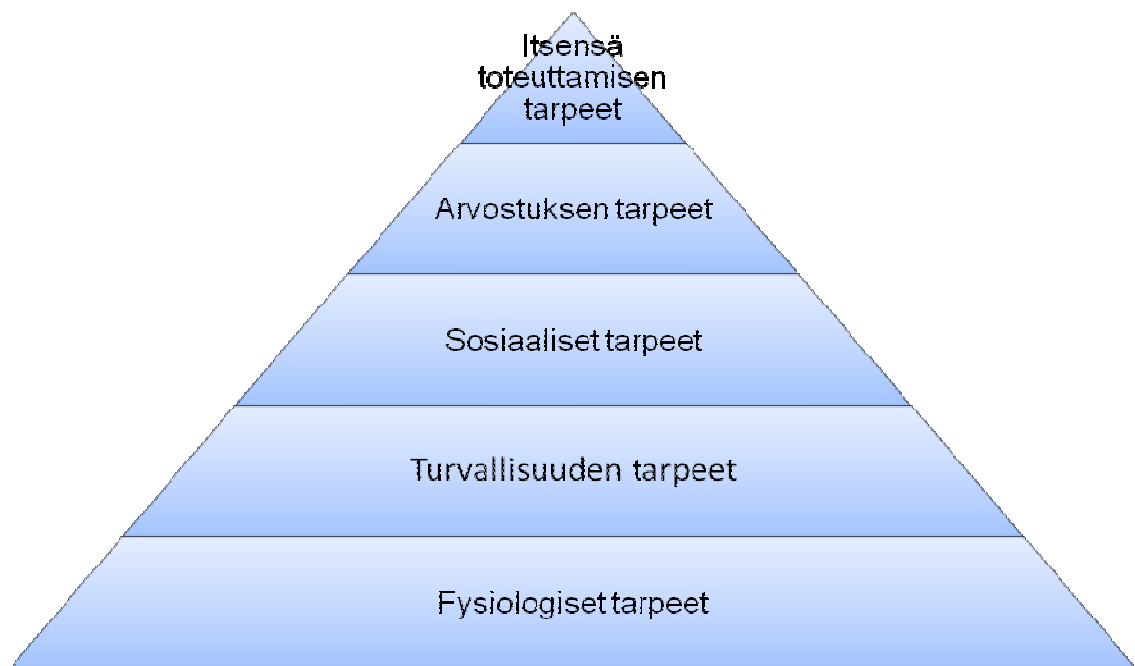 Itsensä
toteuttamisen
tarpeet
Arvostuksen tarpeet
Sosiaaliset tarpeet
Turvallisuuden tarpeet
Fysiologiset tarpeet